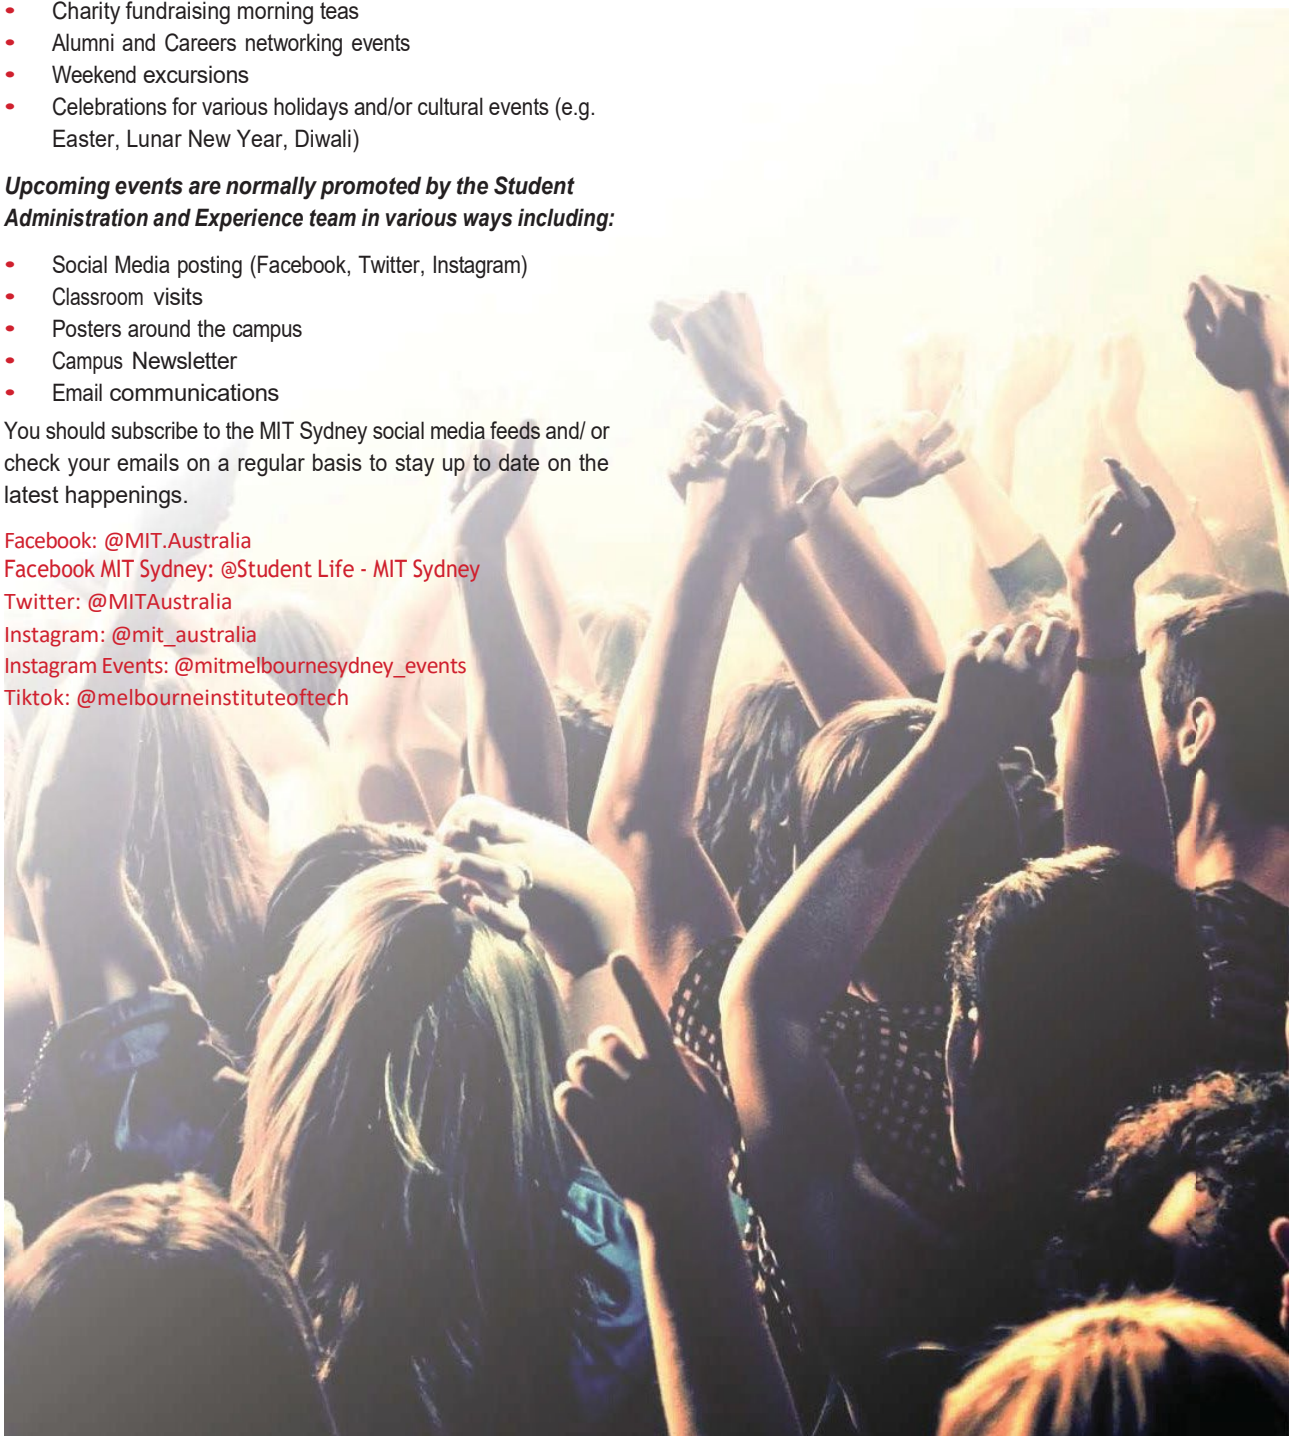 • Charity fundraising morning teas
• Alumni and Careers networking events
• Weekend excursions
• Celebrations for various holidays and/or cultural events (e.g.
Easter, Lunar New Year, Diwali)
Upcoming events are normally promoted by the Student
Administration and Experience team in various ways including:
• Social Media posting (Facebook, Twitter, Instagram)
• Classroom visits
• Posters around the campus
• Campus Newsletter
• Email communications
You should subscribe to the MIT Sydney social media feeds and/ or
check your emails on a regular basis to stay up to date on the
latest happenings.
Facebook: @MIT.Australia
Facebook MIT Sydney: @Student Life - MIT Sydney
Twitter: @MITAustralia
Instagram: @mit_australia
Instagram Events: @mitmelbournesydney_events
Tiktok: @melbourneinstituteoftech